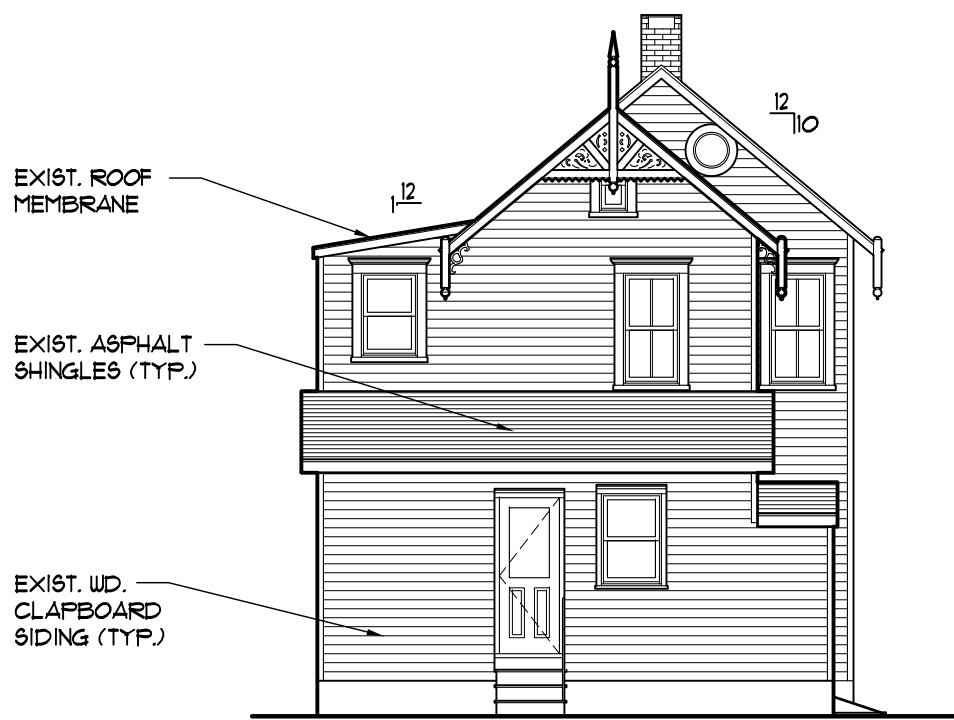 12
10
EXIST. ROOF
MEMBRANE
12
1
EXIST. ASPHALT
SHINGLES (TYP.)
EXIST. WD.
CLAPBOARD
SIDING (TYP.)